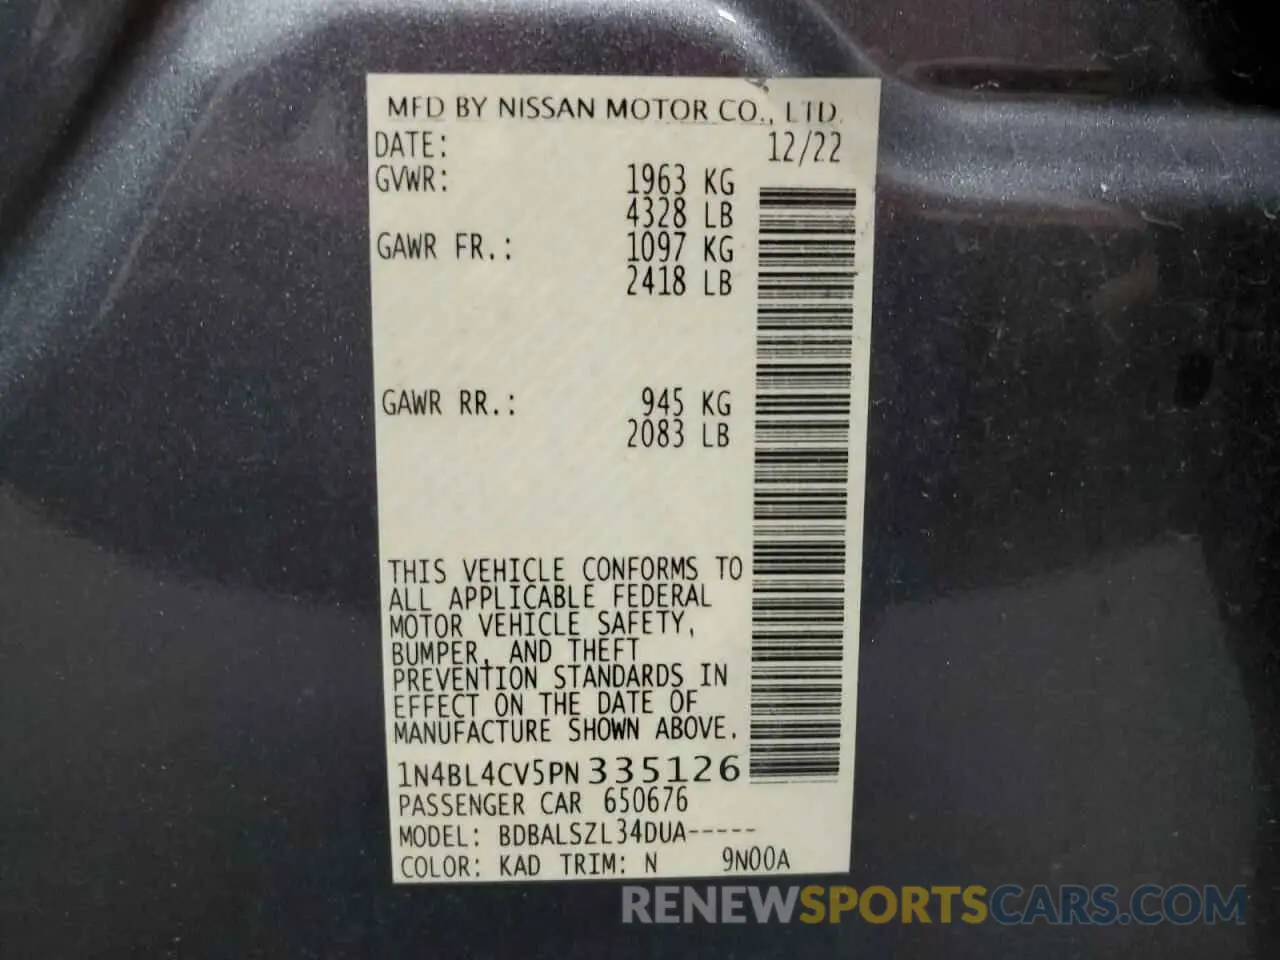 MFD BY NISSAN MOTOR CO., LTD.
DATE: 12/22
GVWR: 1963 KG
4328 LB
GAWR FR.: 1097 KG
2418 LB
GAWR RR.: 945 KG
2083 LB
THIS VEHICLE CONFORMS TO
ALL APPLICABLE FEDERAL
MOTOR VEHICLE SAFETY,
BUMPER, AND THEFT
PREVENTION STANDARDS IN
EFFECT ON THE DATE OF
MANUFACTURE SHOWN ABOVE.
1N4BL4CV5PN335126
PASSENGER CAR 650676
MODEL: BDBALSZL34DUA-----
COLOR: KAD TRIM: N 9N00A
RENEWSPORTSCARS.COM